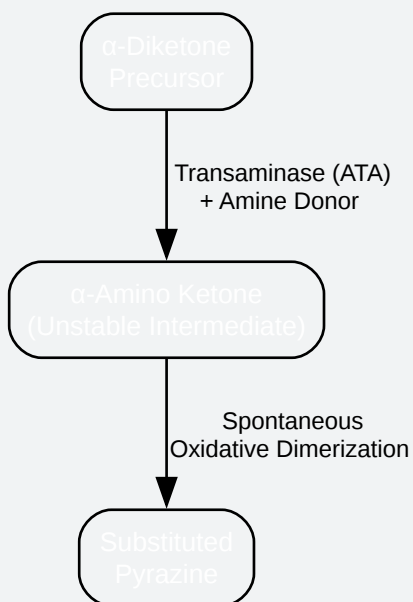 α-Diketone
Precursor
Transaminase (ATA)
+ Amine Donor
α-Amino Ketone
(Unstable Intermediate)
Spontaneous
Oxidative Dimerization
Substituted
Pyrazine